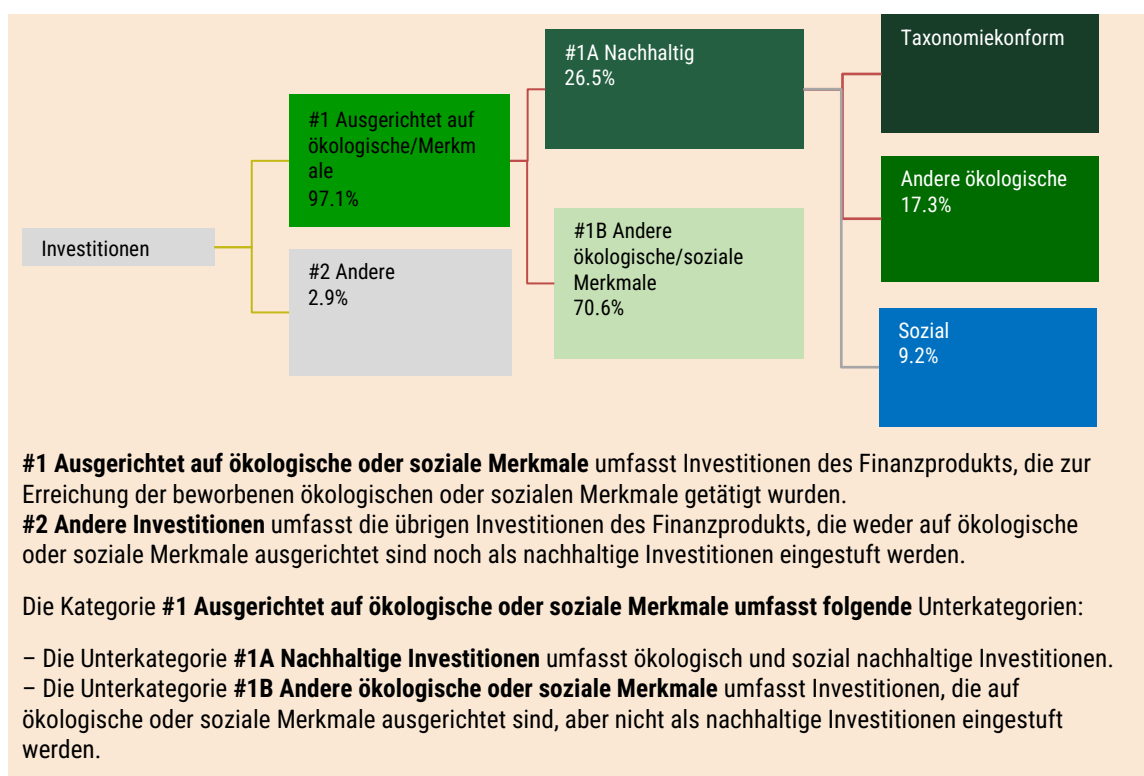 Investitionen
#1 Ausgerichtet auf
ökologische/Merkm
ale
97.1%
#2 Andere
2.9%
#1A Nachhaltig
26.5%
#1B Andere
ökologische/soziale
Merkmale
70.6%
Taxonomiekonform
Andere ökologische
17.3%
Sozial
9.2%
#1 Ausgerichtet auf ökologische oder soziale Merkmale umfasst Investitionen des Finanzprodukts, die zur
Erreichung der beworbenen ökologischen oder sozialen Merkmale getätigt wurden.
#2 Andere Investitionen umfasst die übrigen Investitionen des Finanzprodukts, die weder auf ökologische
oder soziale Merkmale ausgerichtet sind noch als nachhaltige Investitionen eingestuft werden.
Die Kategorie #1 Ausgerichtet auf ökologische oder soziale Merkmale umfasst folgende Unterkategorien:
– Die Unterkategorie #1A Nachhaltige Investitionen umfasst ökologisch und sozial nachhaltige Investitionen.
– Die Unterkategorie #1B Andere ökologische oder soziale Merkmale umfasst Investitionen, die auf
ökologische oder soziale Merkmale ausgerichtet sind, aber nicht als nachhaltige Investitionen eingestuft
werden.